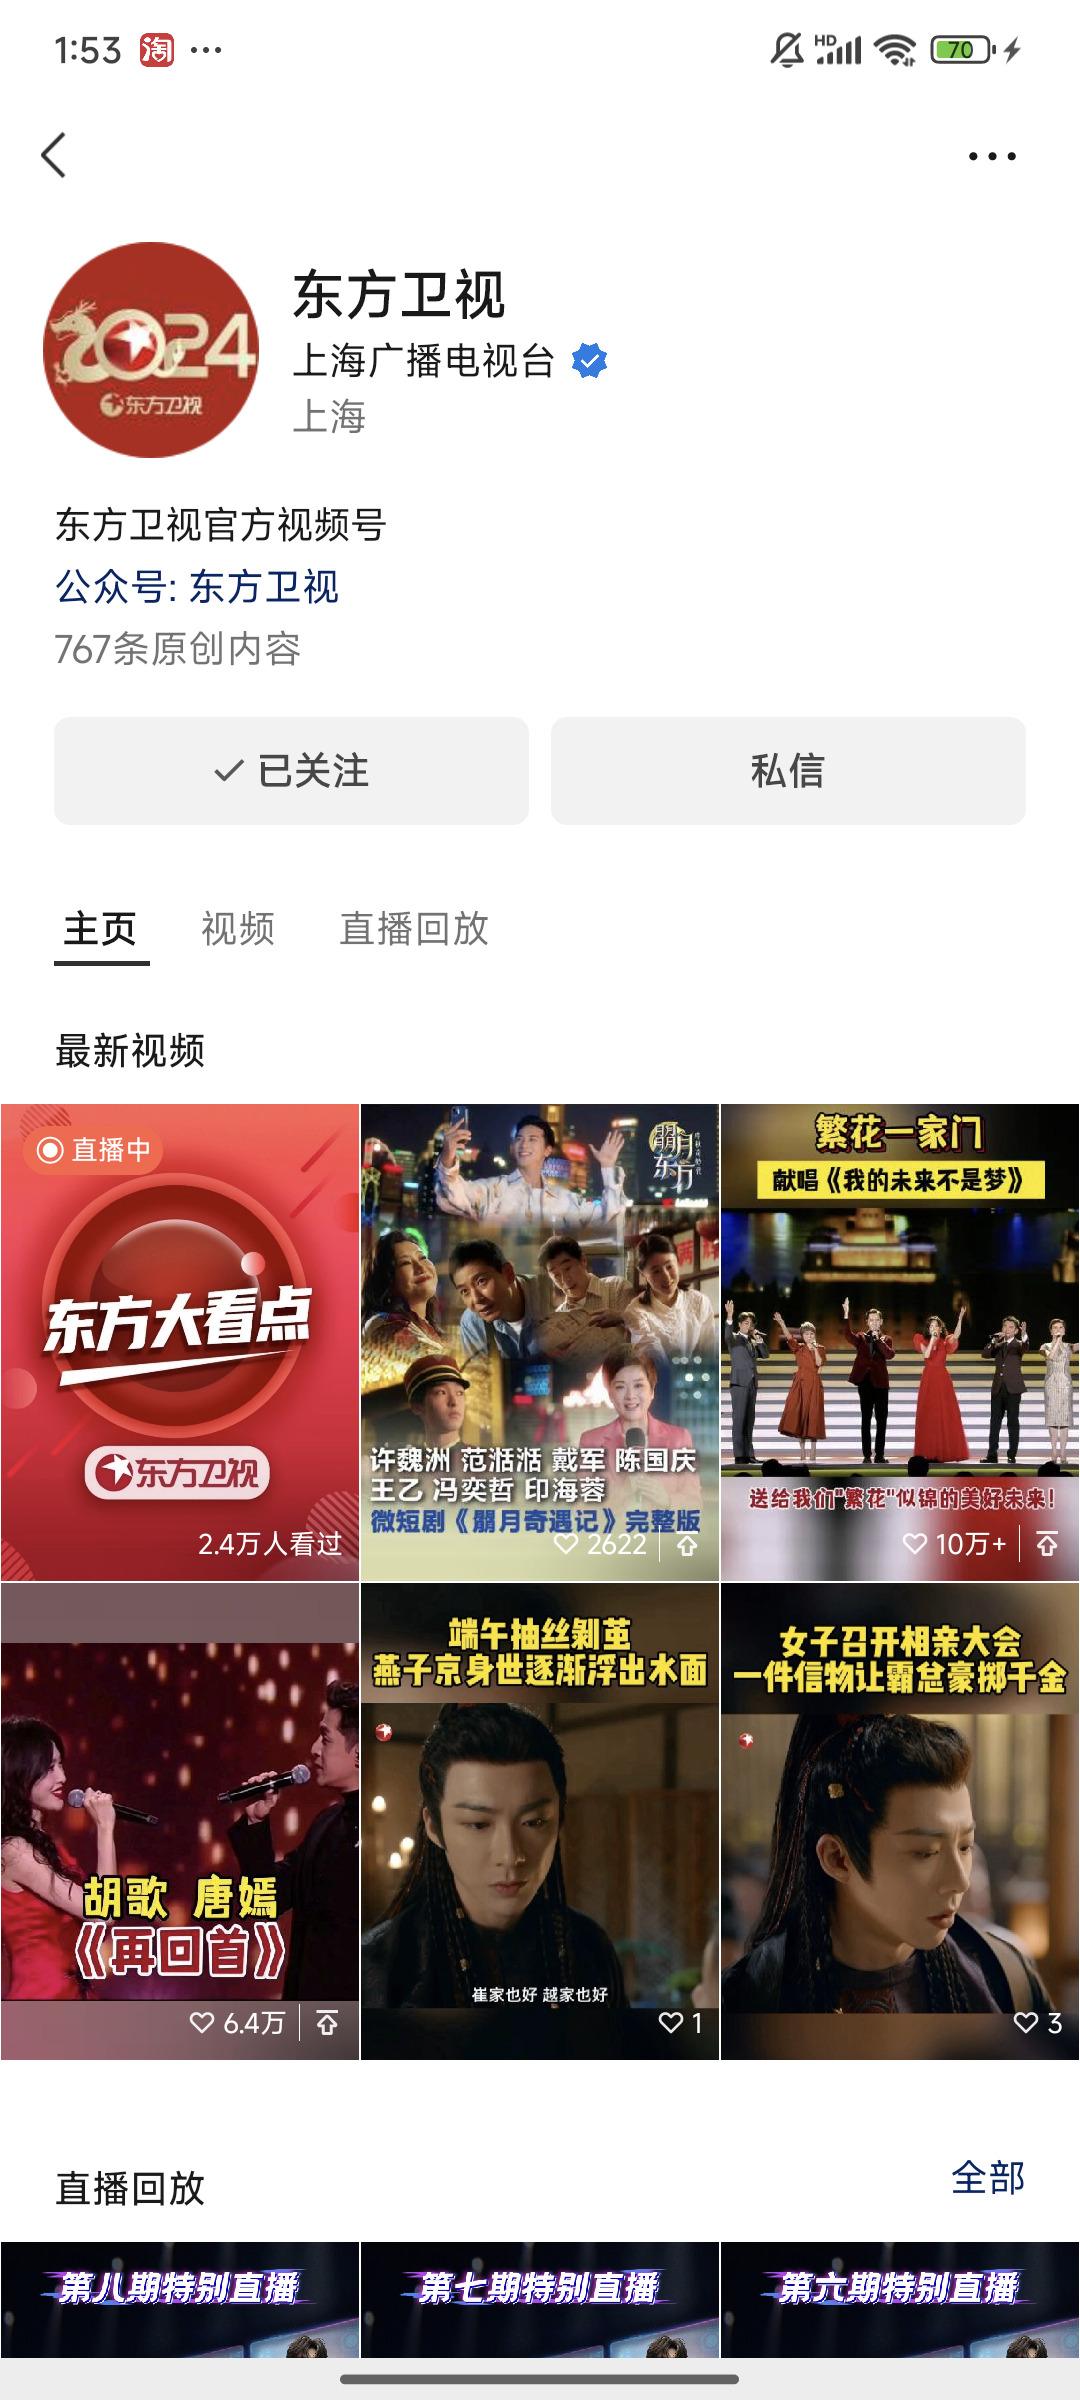 1:53
淘
HD
70
2024
东方卫视
东方卫视
上海广播电视台
上海
东方卫视官方视频号
公众号: 东方卫视
767条原创内容
已关注
私信
主页
视频
直播回放
最新视频
直播中
东方大看点
东方卫视
2.4万人看过
朤月东方
许魏洲 范湉湉 戴军 陈国庆
王乙 冯奕哲 印海蓉
微短剧《朤月奇遇记》完整版
2622
繁花一家门
献唱《我的未来不是梦》
送给我们"繁花"似锦的美好未来!
10万+
胡歌 唐嫣
《再回首》
6.4万
端午抽丝剥茧
燕子京身世逐渐浮出水面
崔家也好 越家也好
1
女子召开相亲大会
一件信物让霸总豪掷千金
3
直播回放
全部
第八期特别直播
第七期特别直播
第六期特别直播